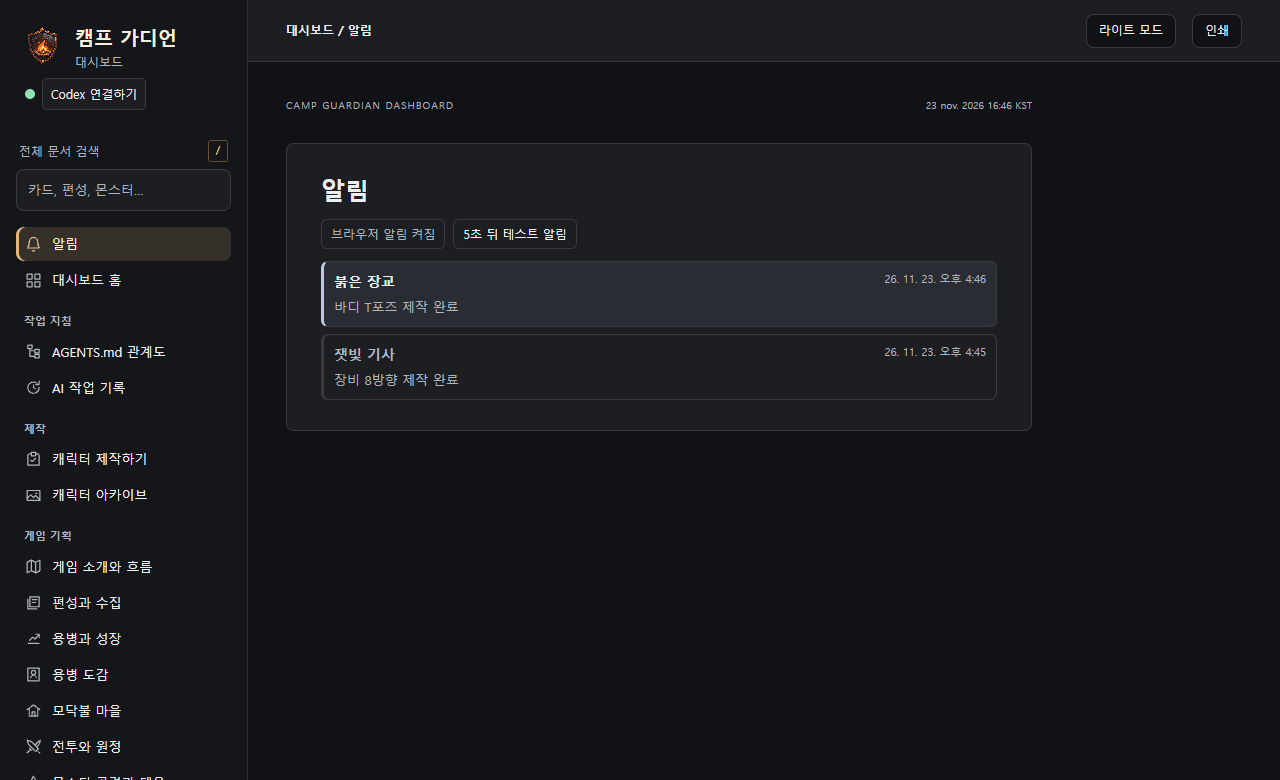 캠프 가디언
대시보드
Codex 연결하기
전체 문서 검색
/
카드, 편성, 몬스터...
알림
대시보드 홈
작업 지침
AGENTS.md 관계도
AI 작업 기록
제작
캐릭터 제작하기
캐릭터 아카이브
게임 기획
게임 소개와 흐름
편성과 수집
용병과 성장
용병 도감
모닥불 마을
전투와 원정
대시보드 / 알림
라이트 모드
인쇄
CAMP GUARDIAN DASHBOARD
23 nov. 2026 16:46 KST
알림
브라우저 알림 켜짐
5초 뒤 테스트 알림
붉은 장교
26. 11. 23. 오후 4:46
바디 T포즈 제작 완료
잿빛 기사
26. 11. 23. 오후 4:45
장비 8방향 제작 완료